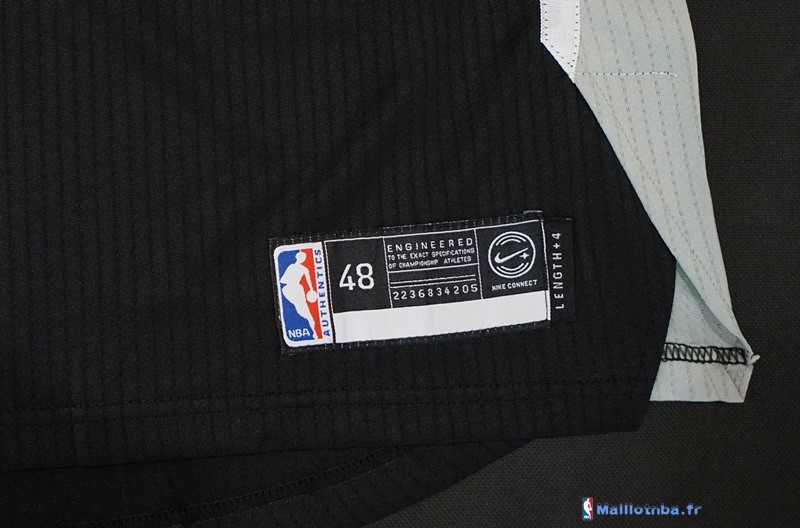 NBA
AUTHENTICS
48
ENGINEERED
TO THE EXACT SPECIFICATIONS
OF CHAMPIONSHIP ATHLETES
2236834205
NIKE CONNECT
LENGTH+4
Maillotnba.fr